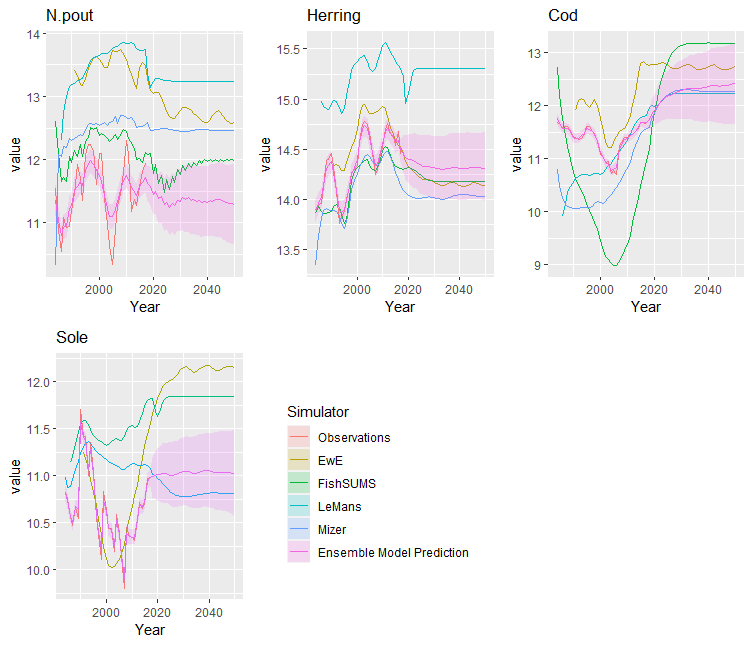 N.pout
Herring
Cod
14
13
12
11
value
2000
2020
2040
Year
15.5
15.0
14.5
14.0
13.5
value
2000
2020
2040
Year
13
12
11
10
9
value
2000
2020
2040
Year
Sole
12.0
11.5
11.0
10.5
10.0
value
2000
2020
2040
Year
Simulator
Observations
EwE
FishSUMS
LeMans
Mizer
Ensemble Model Prediction